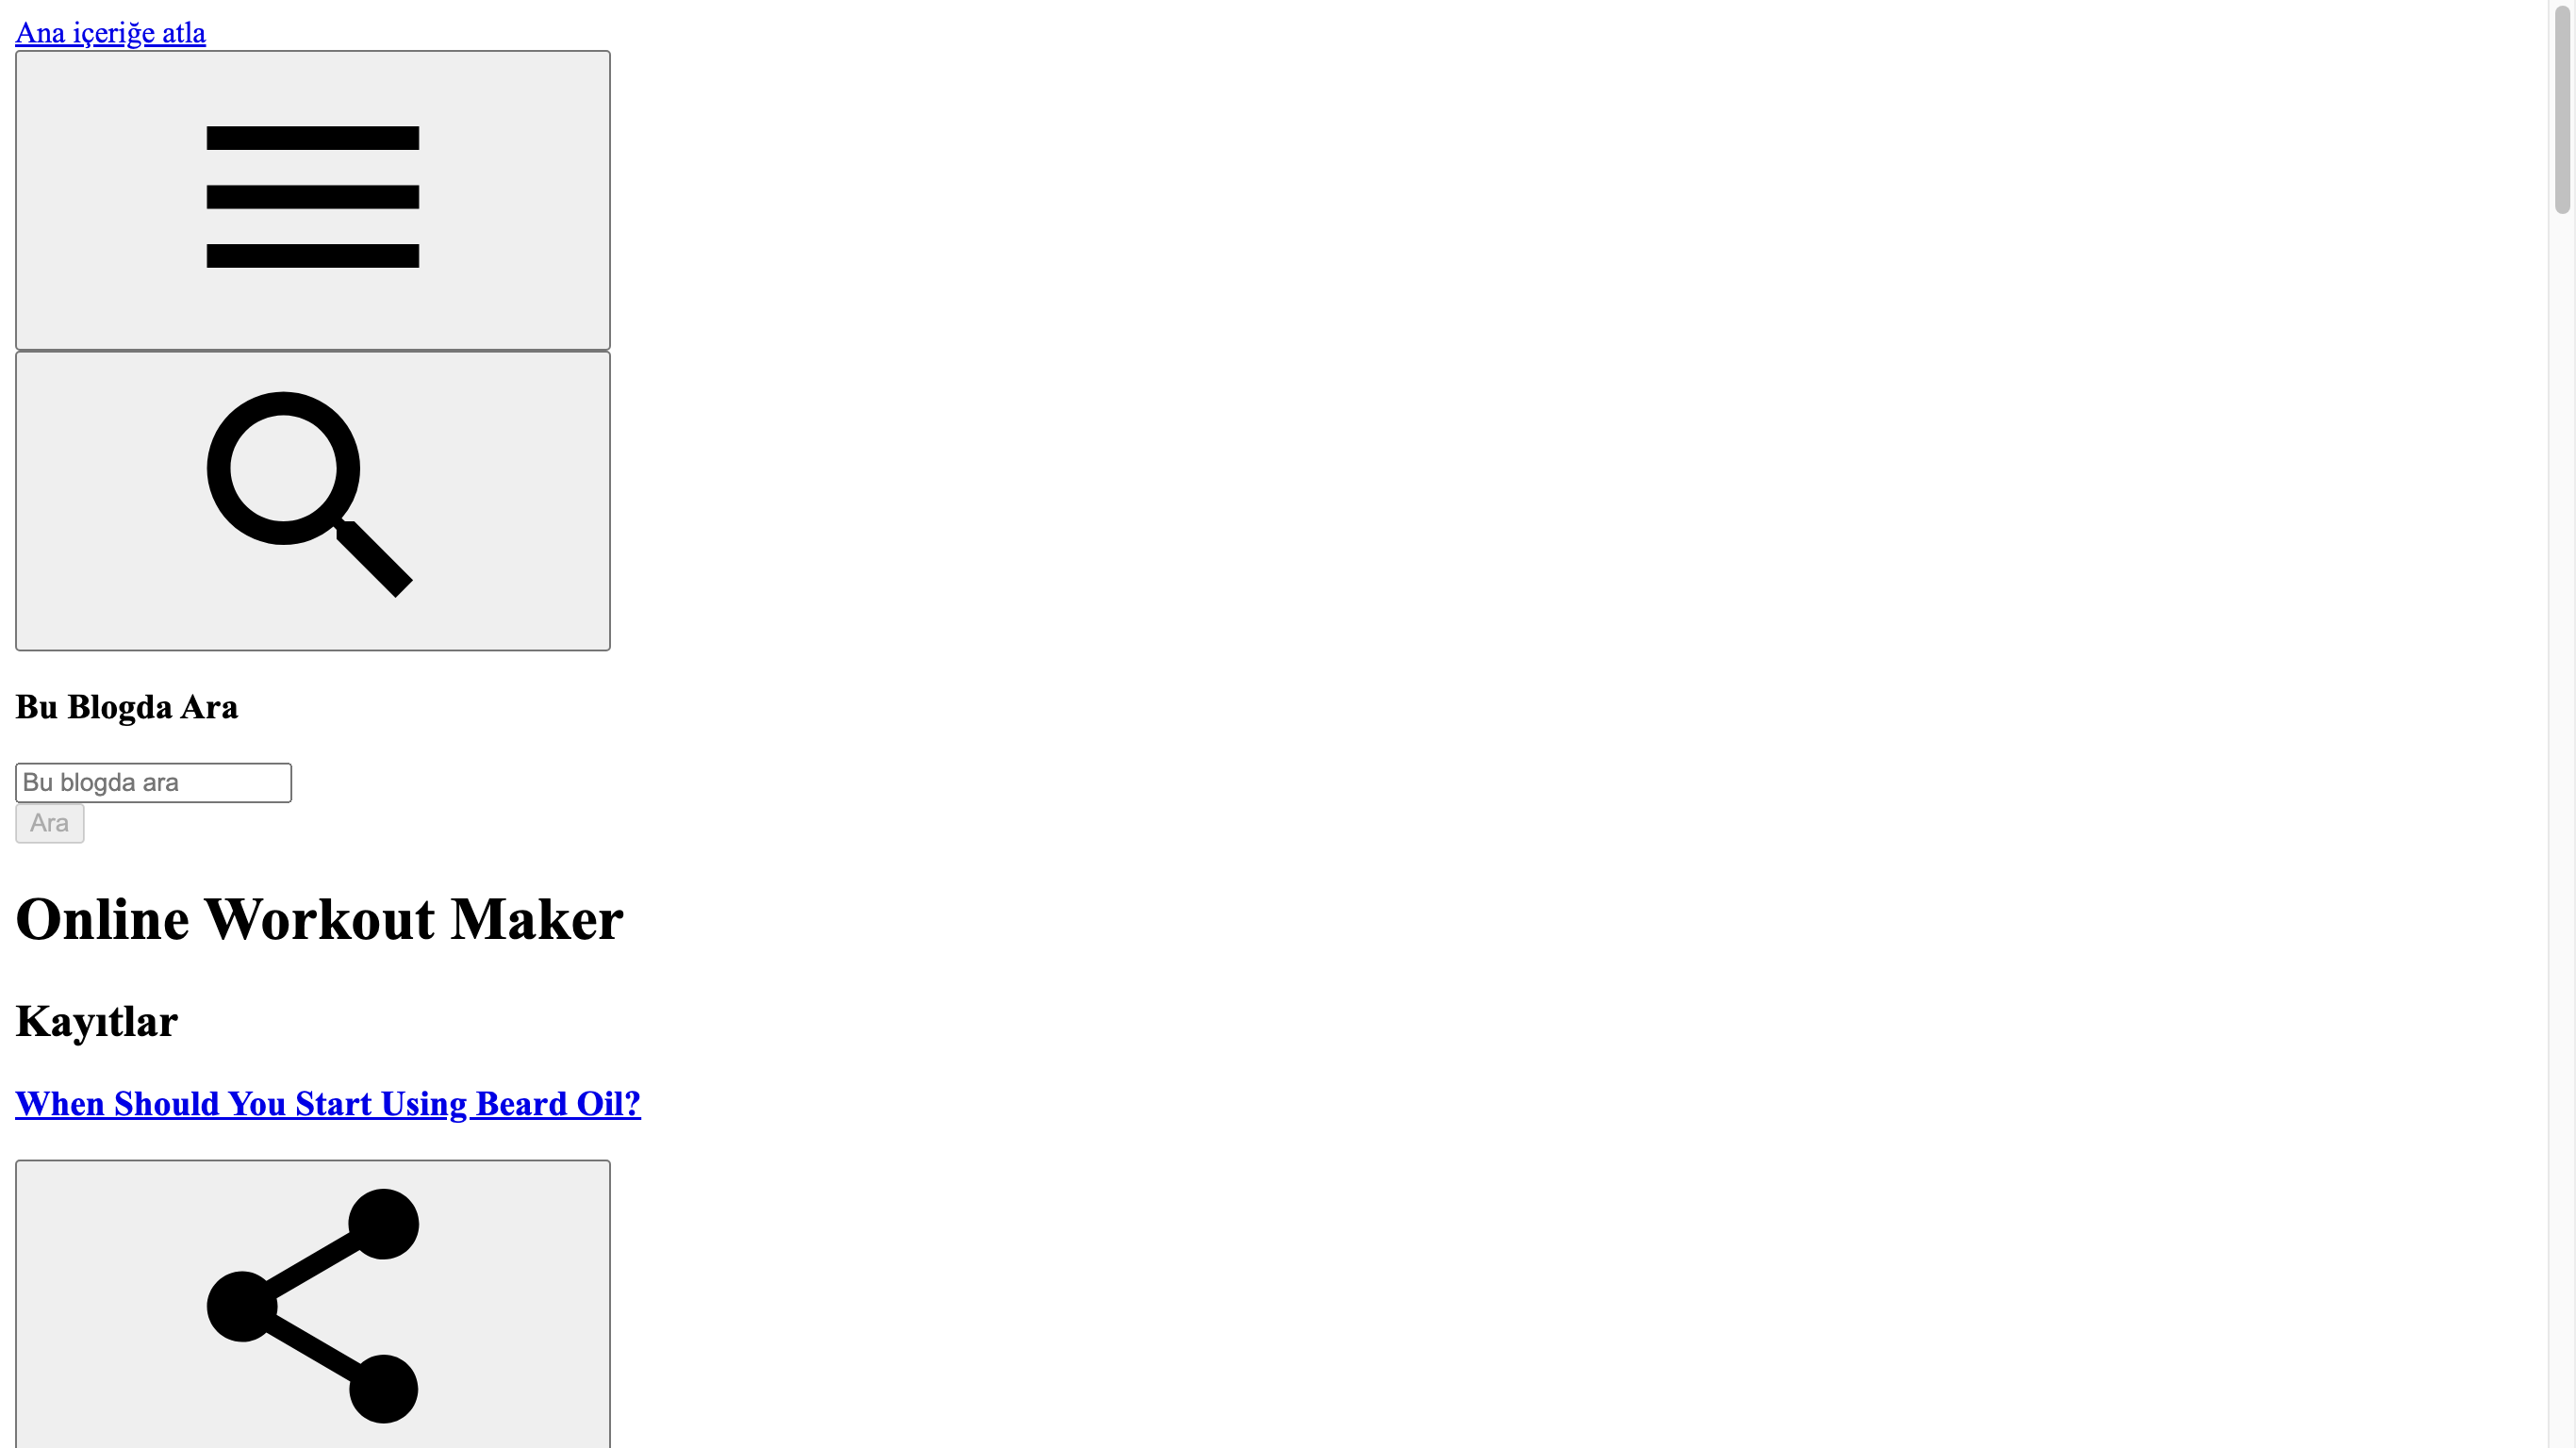 Ana içeriğe atla
Bu Blogda Ara
Bu blogda ara
Ara
Online Workout Maker
Kayıtlar
When Should You Start Using Beard Oil?